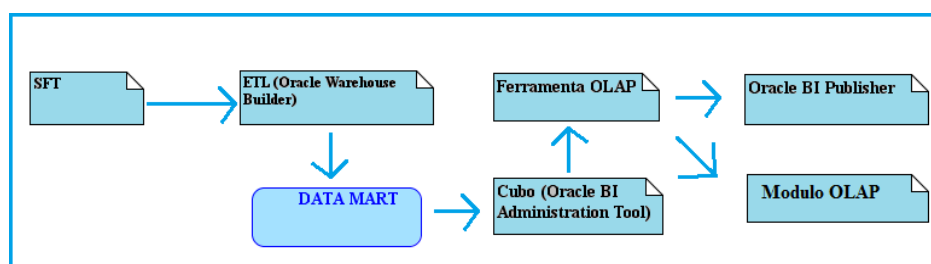 SFT
ETL (Oracle Warehouse
Builder)
Ferramenta OLAP
Oracle BI Publisher
DATA MART
Cubo (Oracle BI
Administration Tool)
Modulo OLAP